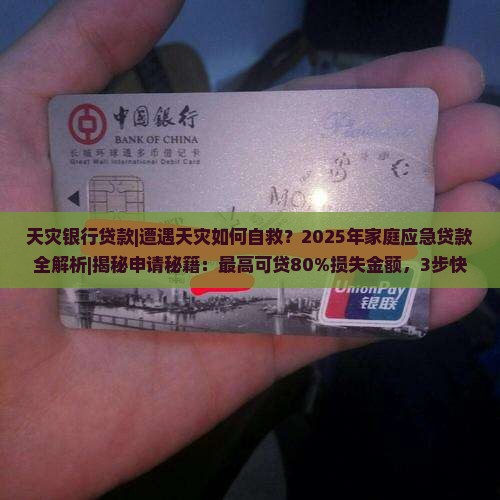 中国银行
BANK OF CHINA
长城环球通多币借记卡
Great Wall International Debit Card
天灾银行贷款|遭遇天灾如何自救？2025年家庭应急贷款
全解析|揭秘申请秘籍：最高可贷80%损失金额，3步快
UnionPay
银联